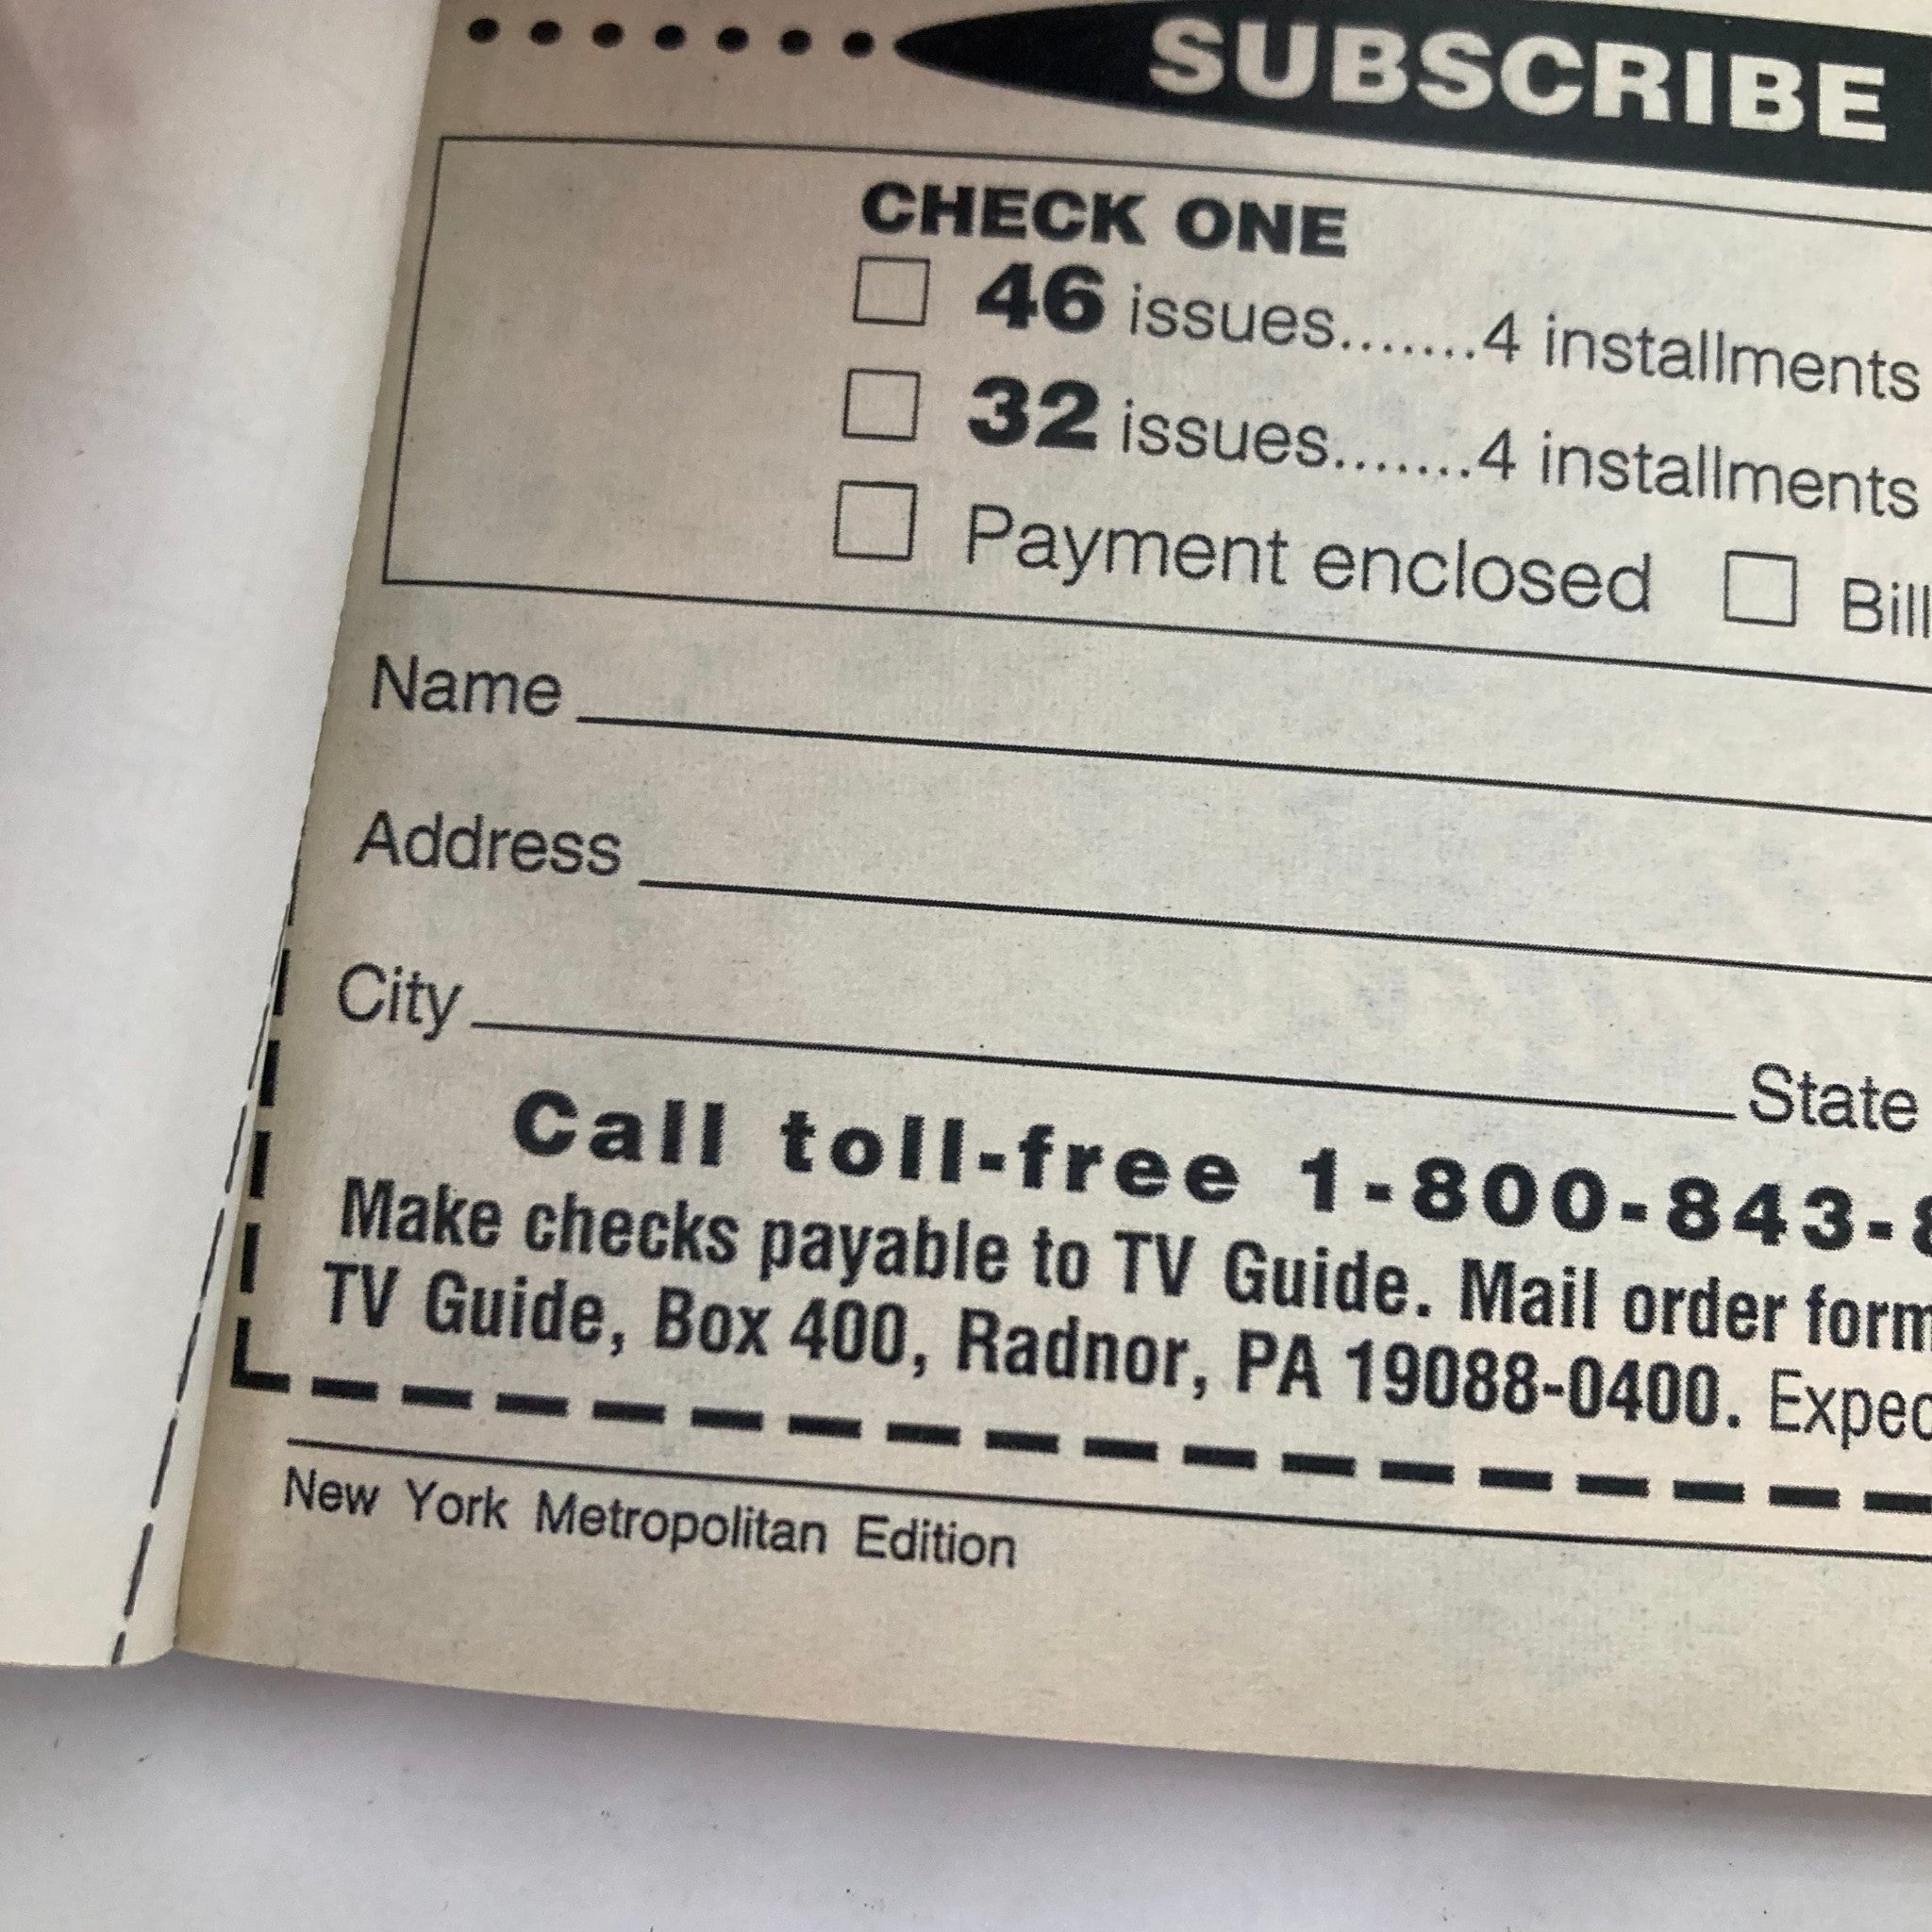 SUBSCRIBE
CHECK ONE
46 issues.......4 installments
32 issues.......4 installments
Payment enclosed Bill
Name
Address
City State
Call toll-free 1-800-843-8
Make checks payable to TV Guide. Mail order form
TV Guide, Box 400, Radnor, PA 19088-0400. Expec
New York Metropolitan Edition